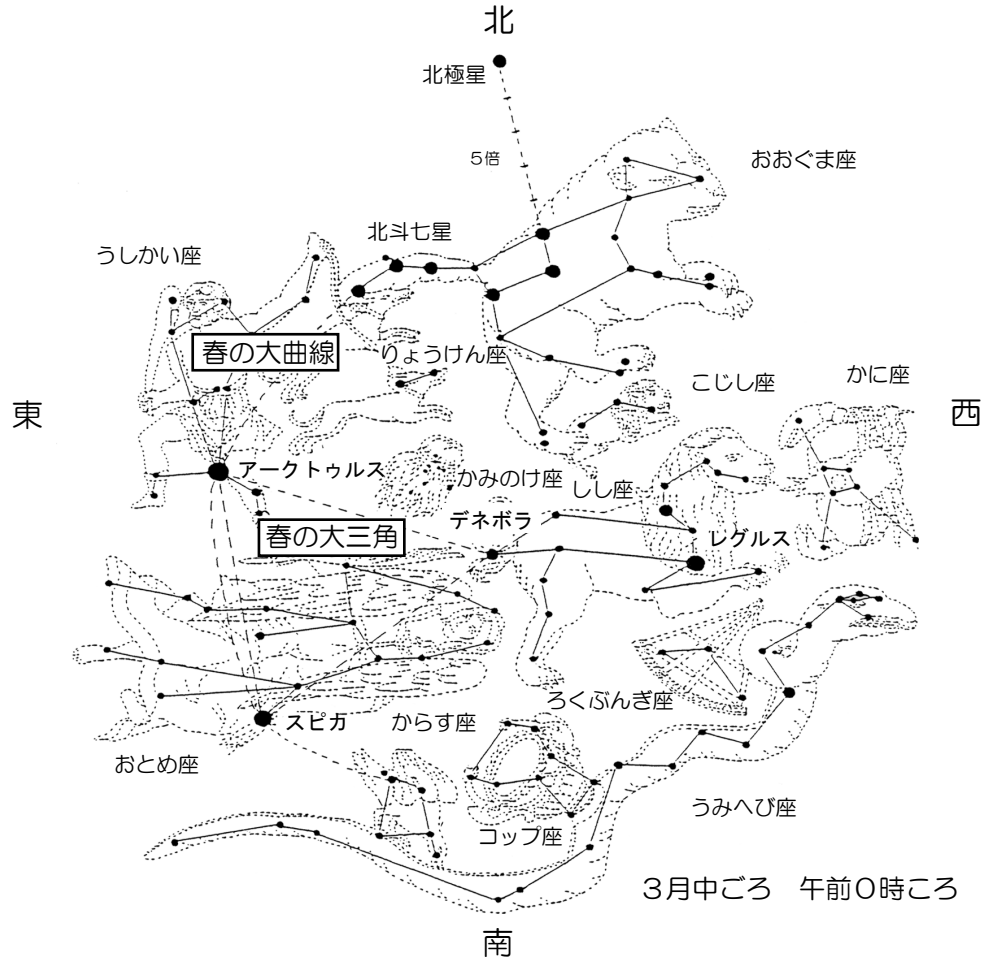 北
北極星
5倍
おおぐま座
北斗七星
うしかい座
春の大曲線
りょうけん座
こじし座
かに座
東
西
アークトゥルス
かみのけ座
しし座
デネボラ
春の大三角
レグルス
ろくぶんぎ座
スピカ
からす座
おとめ座
うみへび座
コップ座
3月中ごろ 午前0時ころ
南